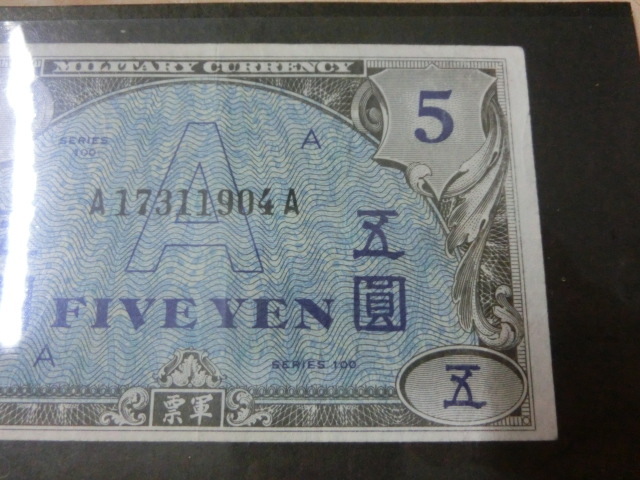 MILITARY CURRENCY
5
SERIES
100
A
A
A17311904A
五
圓
FIVE YEN
A
SERIES 100
五
票軍